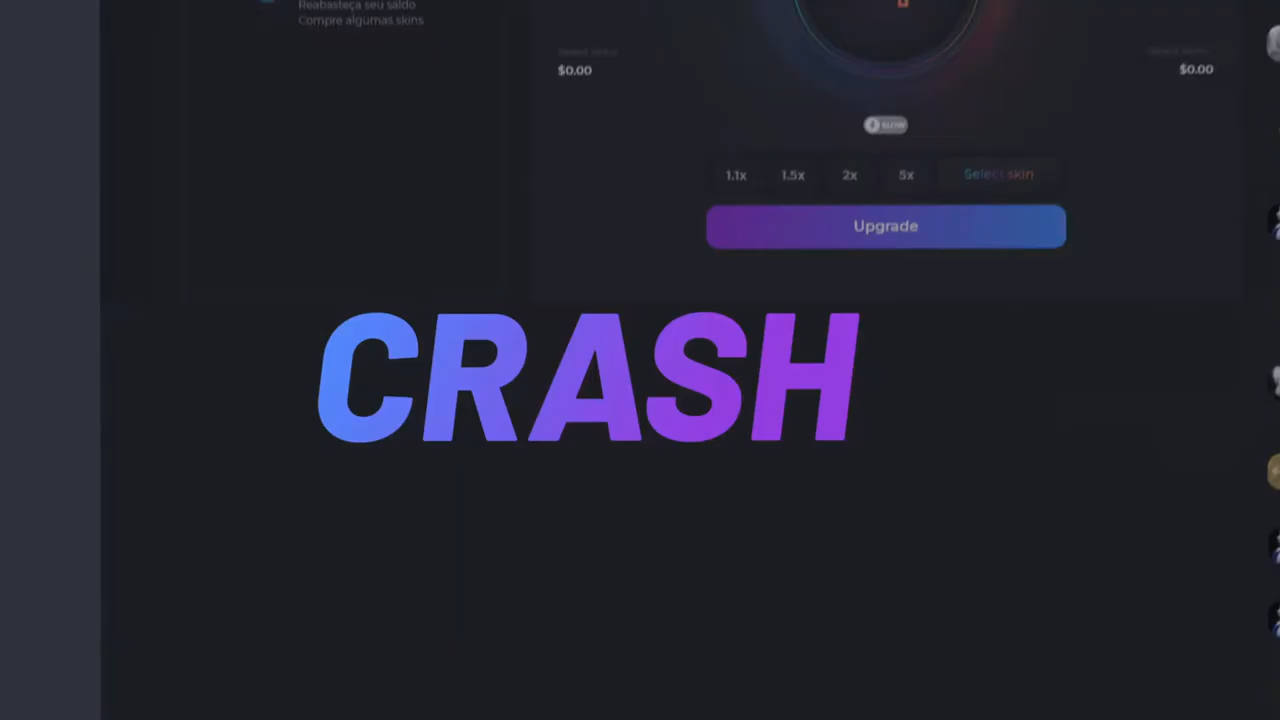 Reabasteça seu saldo
Compre algumas skins
$0.00
$0.00
SLOW
1.1x 1.5x 2x 5x Select skin
Upgrade
CRASH